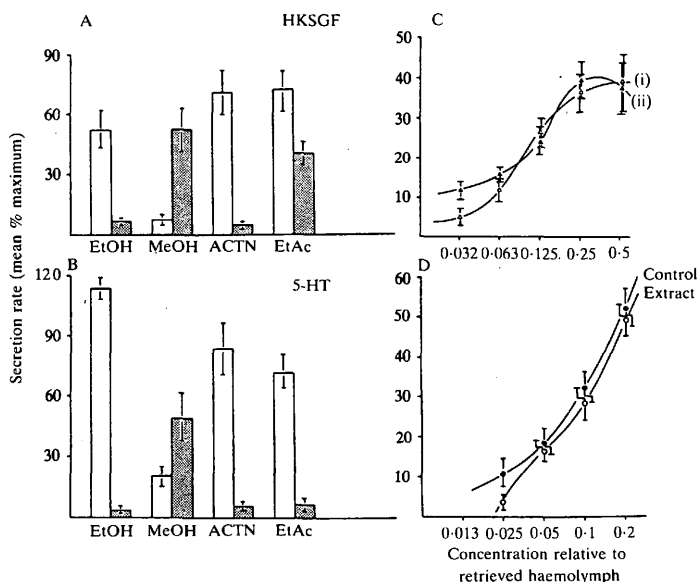 A
HKSGF
90
60
30
EtOH MeOH ACTN EtAc
B
5-HT
120
90
60
30
EtOH MeOH ACTN EtAc
Secretion rate (mean % maximum)
C
50
40
30
20
10
(i)
(ii)
0·032 0·063 0·125. 0·25 0·5
D
60
50
40
30
20
10
Control
Extract
0·013 0·025 0·05 0·1 0·2
Concentration relative to
retrieved haemolymph